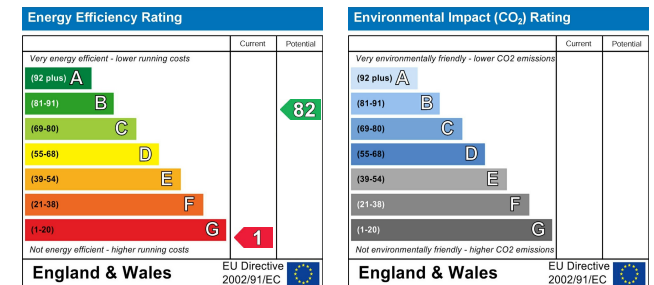 Energy Efficiency Rating
Current Potential
Very energy efficient - lower running costs
(92 plus) A
(81-91) B
82
(69-80) C
(55-68) D
(39-54) E
(21-38) F
(1-20) G
1
Not energy efficient - higher running costs
England & Wales
EU Directive
2002/91/EC
Environmental Impact (CO₂) Rating
Current Potential
Very environmentally friendly - lower CO2 emissions
(92 plus) A
(81-91) B
(69-80) C
(55-68) D
(39-54) E
(21-38) F
(1-20) G
Not environmentally friendly - higher CO2 emissions
England & Wales
EU Directive
2002/91/EC